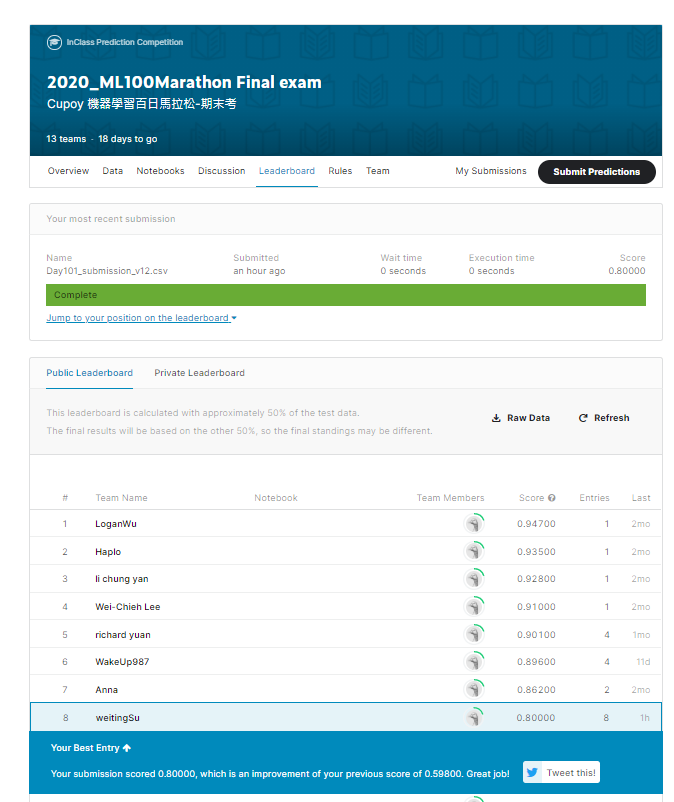 InClass Prediction Competition
2020_ML100Marathon Final exam
Cupoy 機器學習百日馬拉松-期末考
13 teams · 18 days to go
Overview Data Notebooks Discussion Leaderboard Rules Team My Submissions Submit Predictions
Your most recent submission
Name Submitted Wait time Execution time Score
Day101_submission_v12.csv an hour ago 0 seconds 0 seconds 0.80000
Complete
Jump to your position on the leaderboard
Public Leaderboard Private Leaderboard
This leaderboard is calculated with approximately 50% of the test data.
The final results will be based on the other 50%, so the final standings may be different.
Raw Data Refresh
# Team Name Notebook Team Members Score Entries Last
1 LoganWu 0.94700 1 2mo
2 Haplo 0.93500 1 2mo
3 li chung yan 0.92800 1 2mo
4 Wei-Chieh Lee 0.91000 1 2mo
5 richard yuan 0.90100 4 1mo
6 WakeUp987 0.89600 4 11d
7 Anna 0.86200 2 2mo
8 weitingSu 0.80000 8 1h
Your Best Entry
Your submission scored 0.80000, which is an improvement of your previous score of 0.59800. Great job! Tweet this!